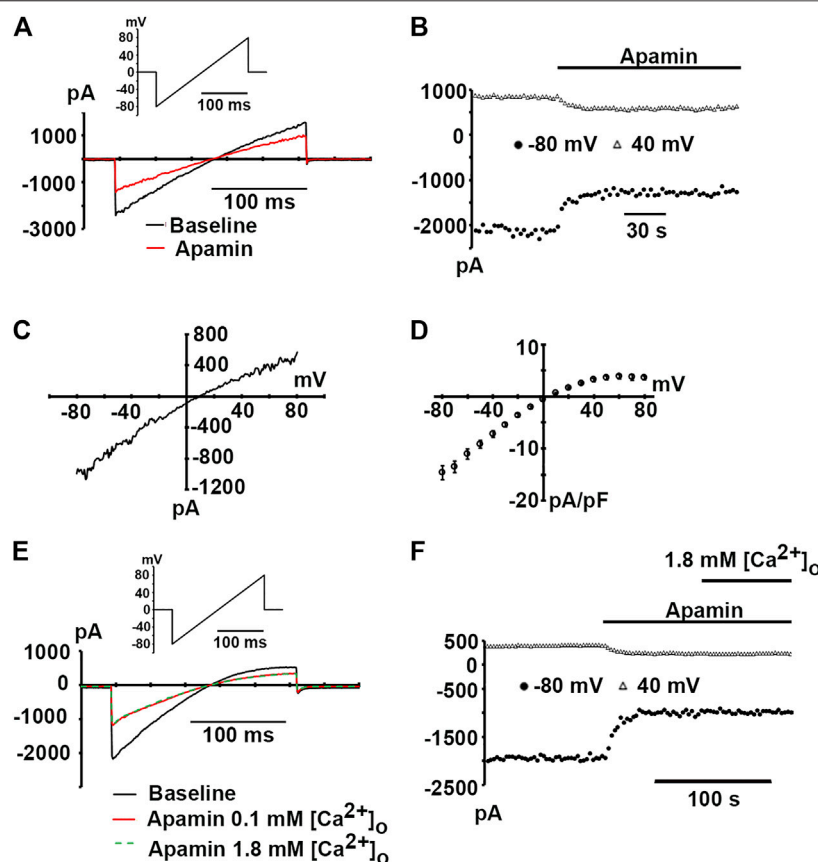 A
mV
80
40
0
-40
-80
100 ms
pA
1000
-1000
-3000
100 ms
Baseline
Apamin
B
Apamin
1000
0
-1000
-2000
pA
-80 mV
40 mV
30 s
C
800
400
mV
-80
-40
40
80
-400
-800
-1200
pA
D
10
mV
-80
-40
0
40
80
-10
-20
pA/pF
E
mV
80
40
0
-40
-80
100 ms
pA
1000
0
-1000
-2000
100 ms
Baseline
Apamin 0.1 mM [Ca2+]O
Apamin 1.8 mM [Ca2+]O
F
1.8 mM [Ca2+]O
Apamin
500
0
-500
-1500
-2500
pA
-80 mV
40 mV
100 s